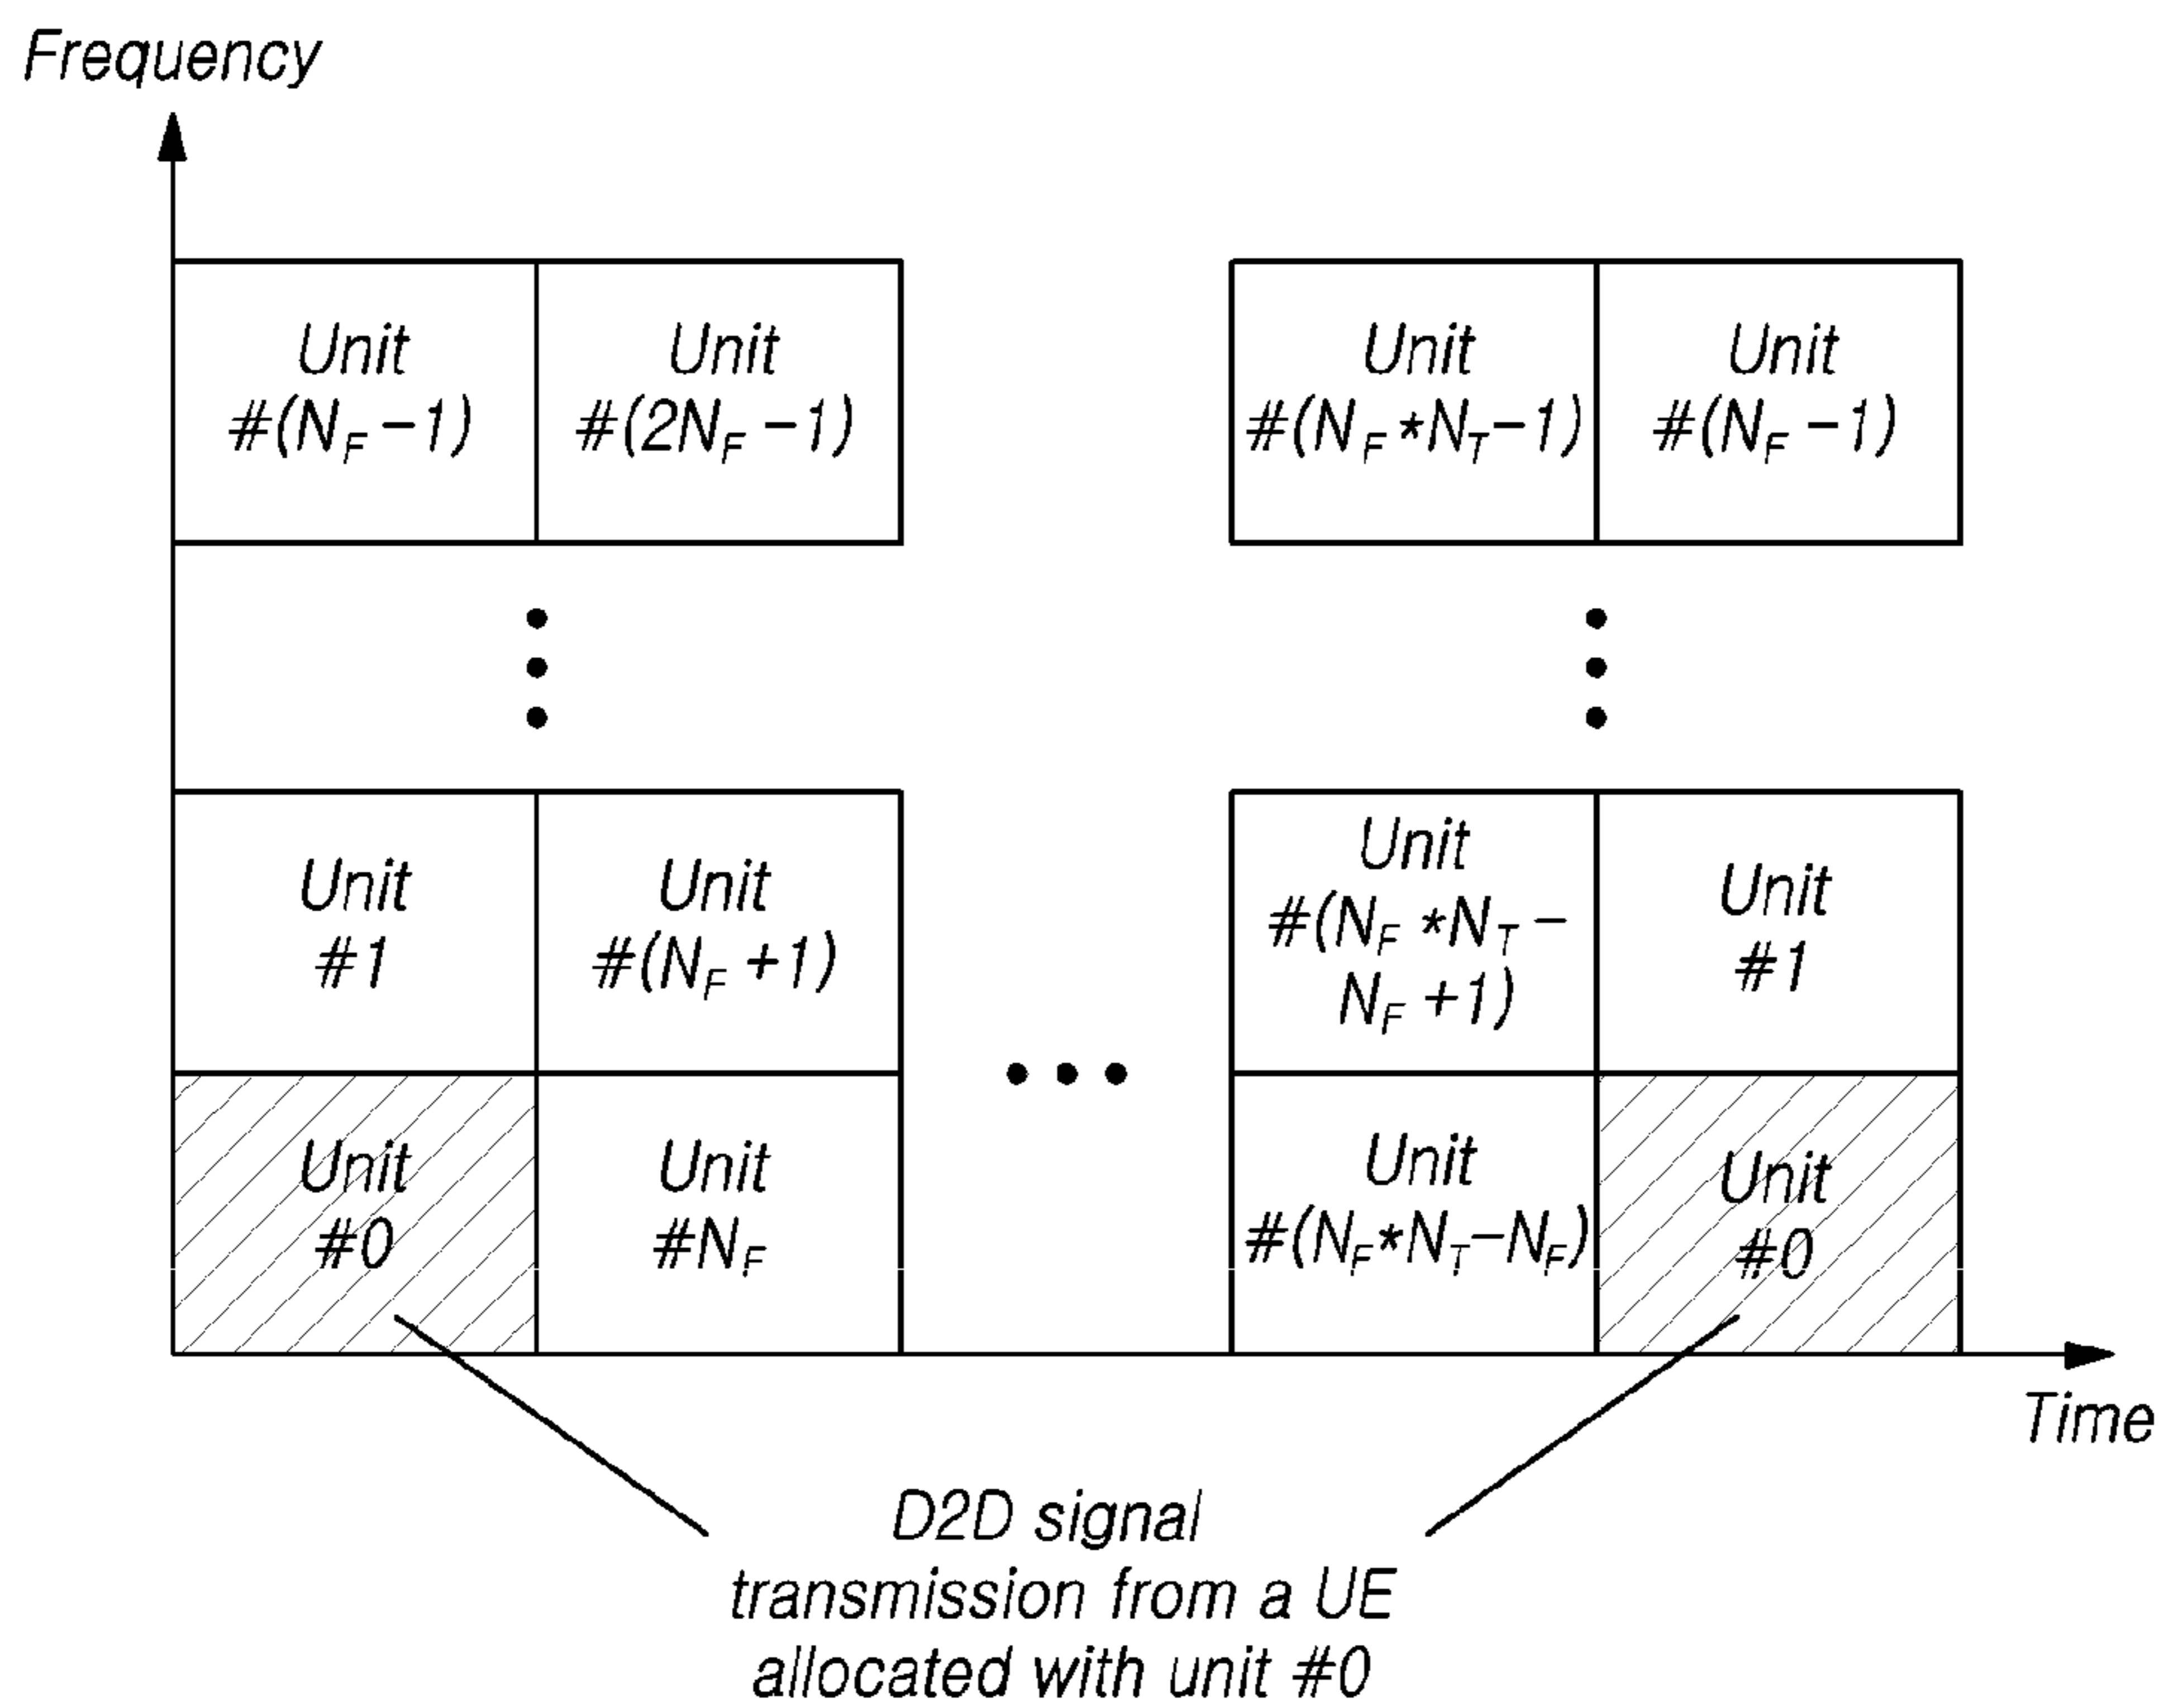 Frequency
Unit
#(N_F -1)
Unit
#(2N_F -1)
Unit
#(N_F *N_T-1)
Unit
#(N_F -1)
Unit
#1
Unit
#(N_F +1)
Unit
#(N_F *N_T -
N_F +1)
Unit
#1
Unit
#0
Unit
#N_F
Unit
#(N_F*N_T-N_F)
Unit
#0
Time
D2D signal
transmission from a UE
allocated with unit #0